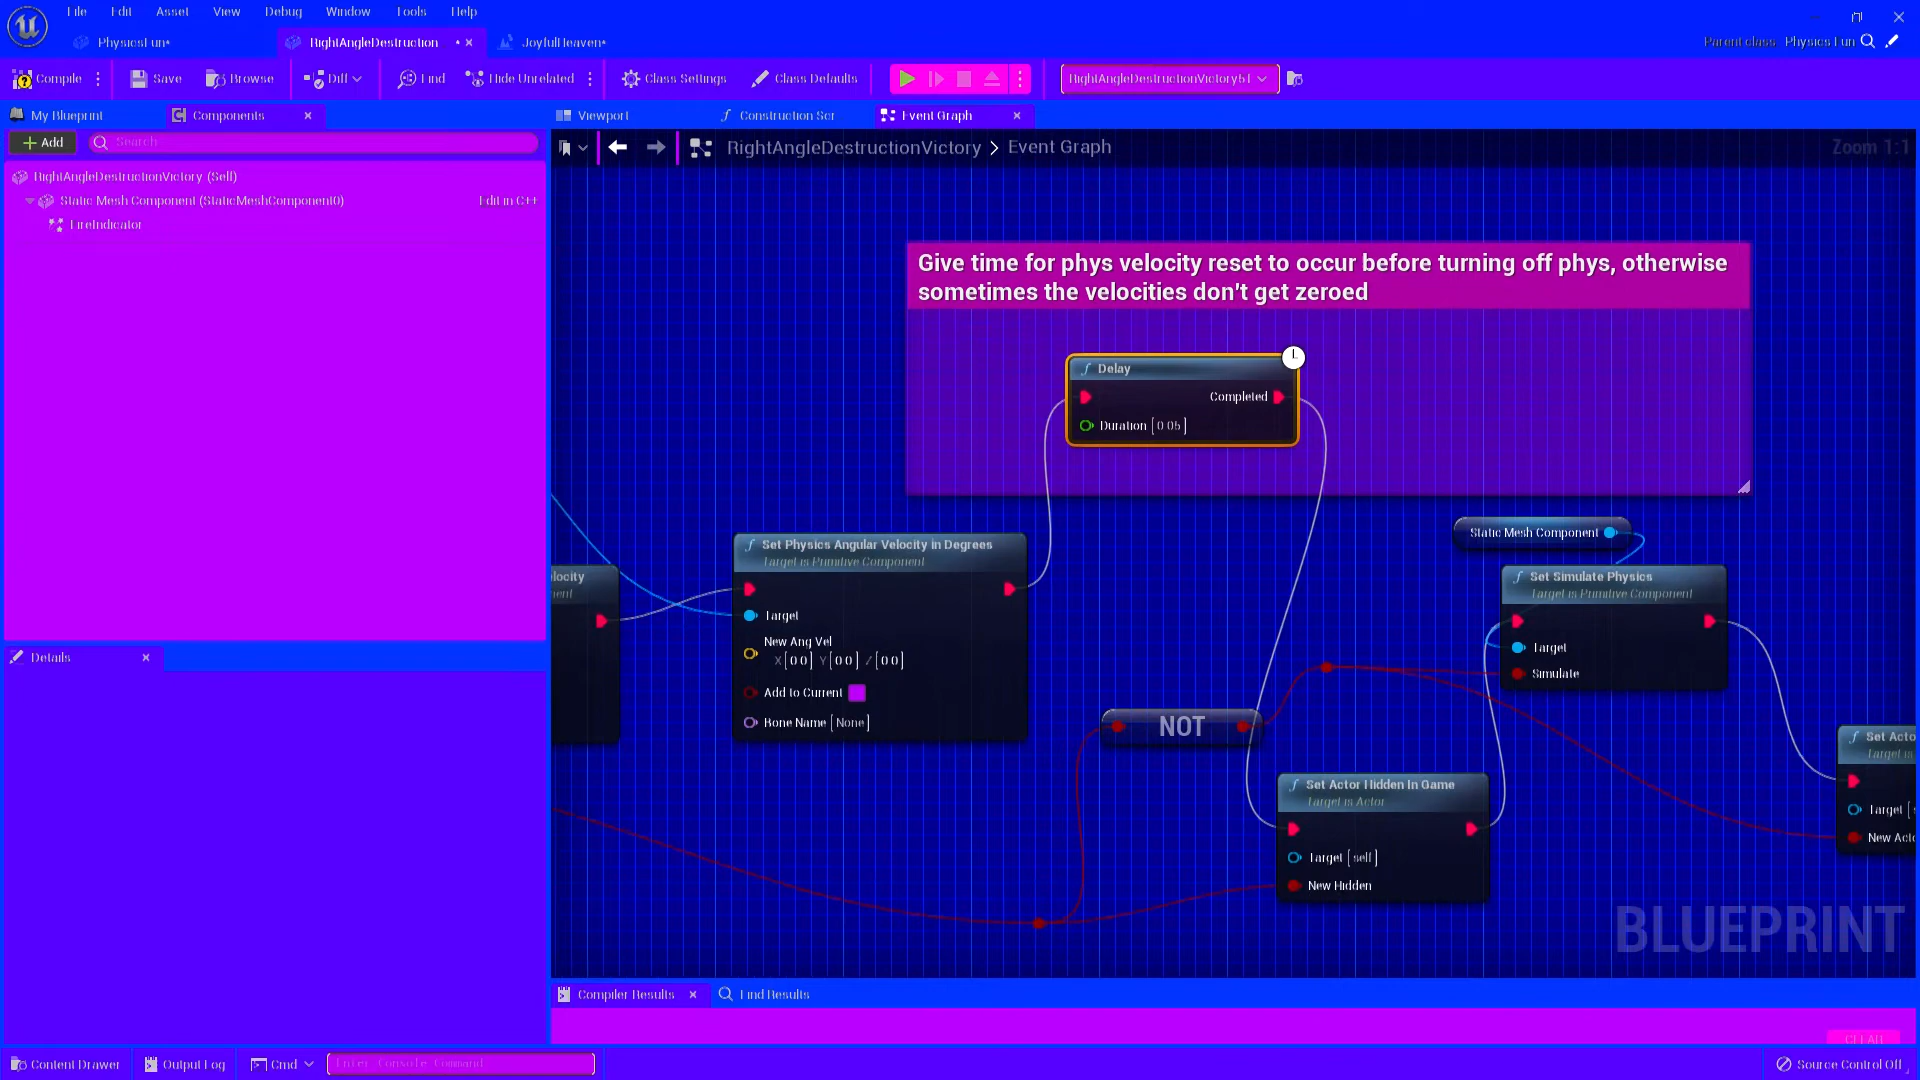 File Edit Asset View Debug Window Tools Help
PhysicsFun* RightAngleDestruction JoyfulHeaven* Parent class: Physics Fun
Compile Save Browse Diff Find Hide Unrelated Class Settings Class Defaults
My Blueprint Components Viewport Construction Scr Event Graph
Add Search RightAngleDestructionVictory > Event Graph Zoom 1:1
RightAngleDestructionVictory (Self)
Static Mesh Component (StaticMeshComponent0) Edit in C++
FireIndicator
Give time for phys velocity reset to occur before turning off phys, otherwise
sometimes the velocities don't get zeroed
Delay
Completed
Duration 0.05
Static Mesh Component
Set Physics Angular Velocity in Degrees
Target is Primitive Component
Target
New Ang Vel
X 0.0 Y 0.0 Z 0.0
Add to Current
Bone Name None
Set Simulate Physics
Target is Primitive Component
Target
Simulate
NOT
Set Actor Hidden In Game
Target is Actor
Target self
New Hidden
Set Acto
Target is
Target
New Acto
Details
BLUEPRINT
Compiler Results Find Results
Content Drawer Output Log Cmd Enter Console Command Source Control Off